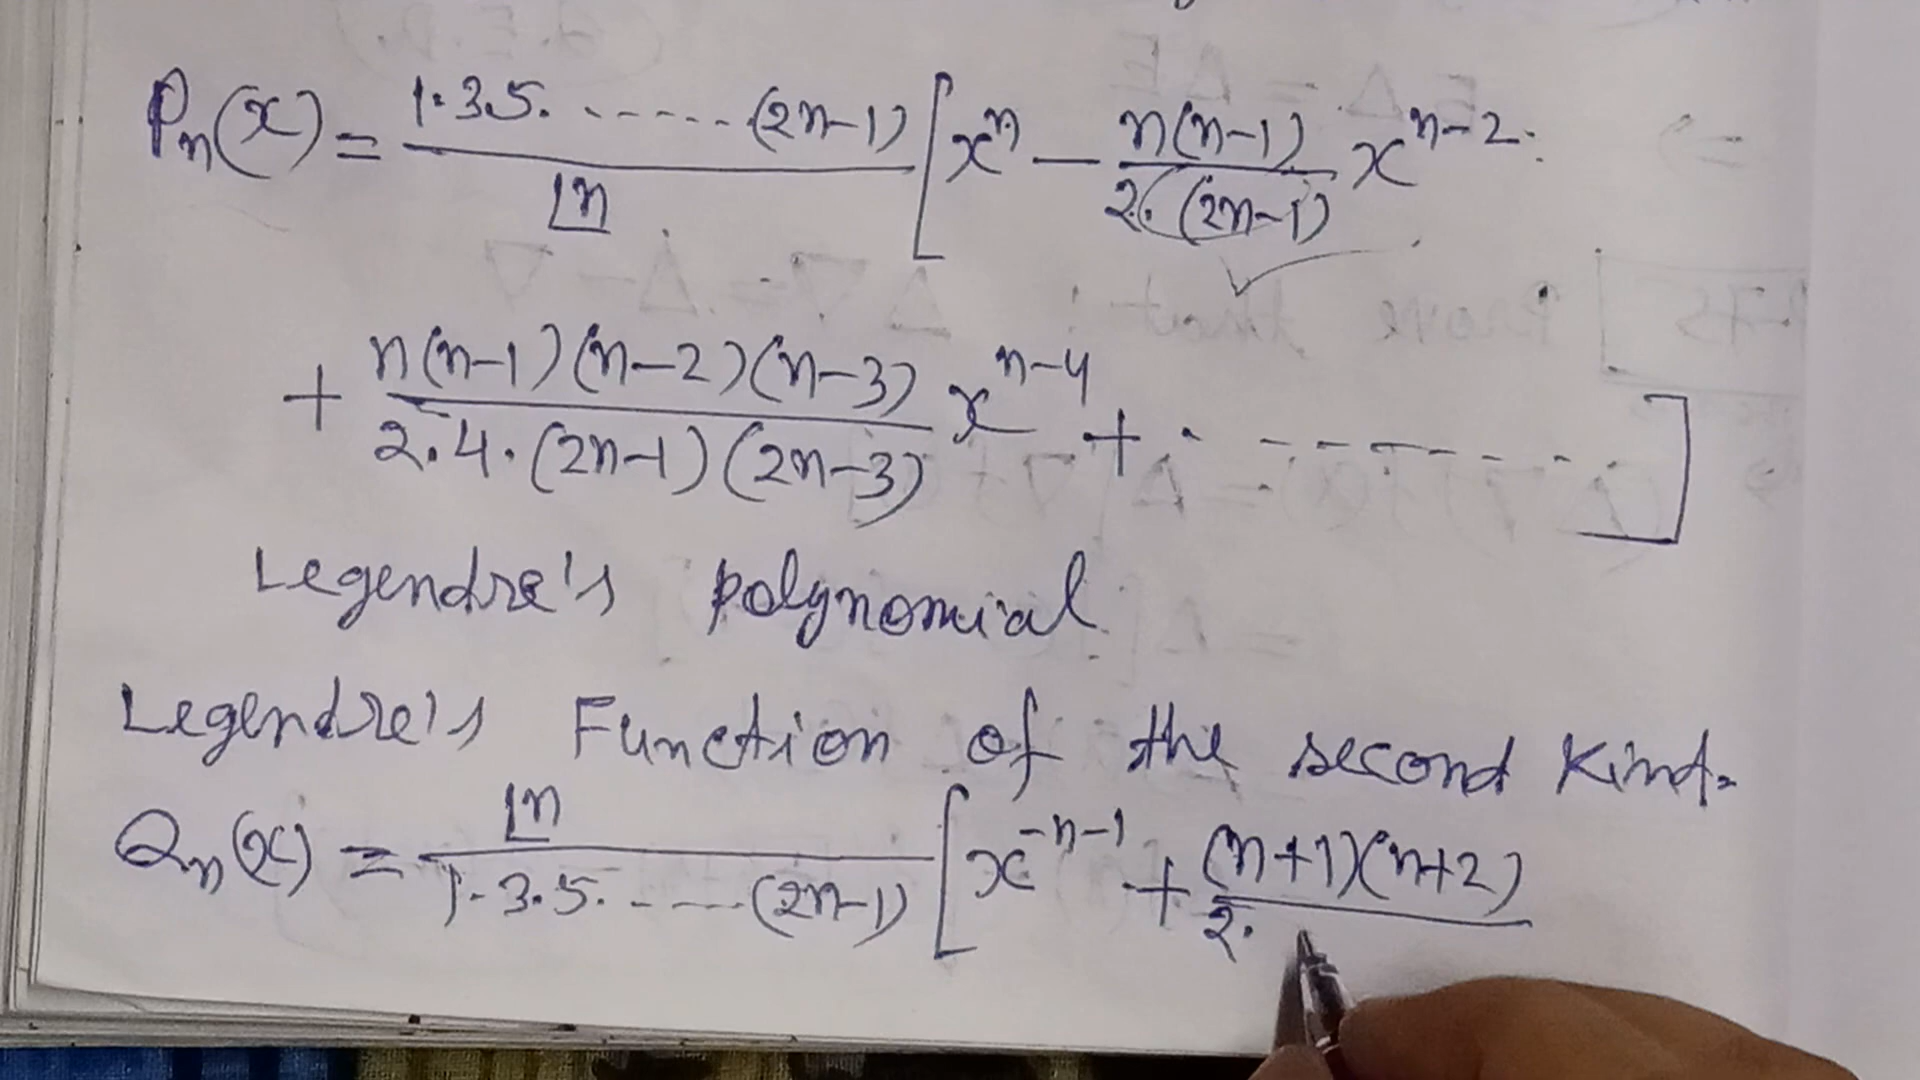 Pₙ(x) = 1·3·5· ------ (2n-1) / ⌊n [xⁿ - n(n-1) / 2·(2n-1) xⁿ⁻²
+ n(n-1)(n-2)(n-3) / 2·4·(2n-1)(2n-3) xⁿ⁻⁴ + · -------- ]
Legendre's polynomial
Legendre's Function of the second kind.
Qₙ(x) = ⌊n / 1·3·5· ----- (2n-1) [x⁻ⁿ⁻¹ + (n+1)(n+2) / 2·